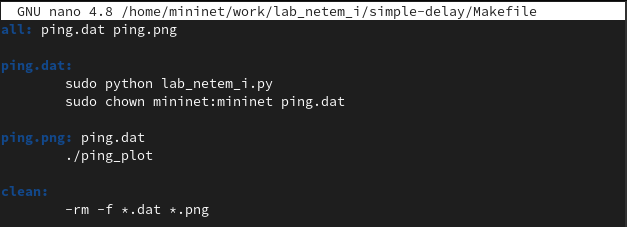 GNU nano 4.8 /home/mininet/work/lab_netem_i/simple-delay/Makefile
all: ping.dat ping.png
ping.dat:
sudo python lab_netem_i.py
sudo chown mininet:mininet ping.dat
ping.png: ping.dat
./ping_plot
clean:
-rm -f *.dat *.png